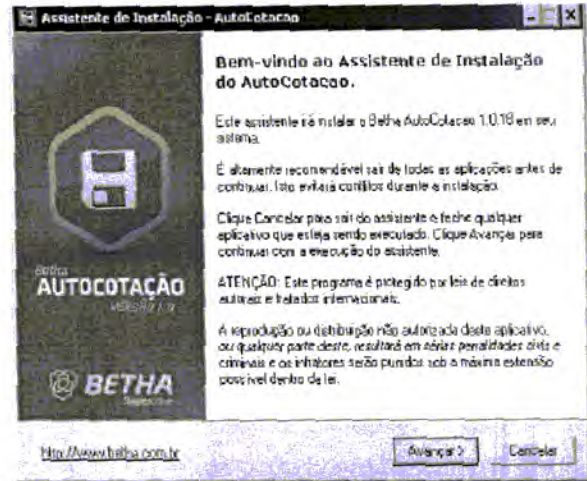 Assistente de Instalação - AutoCotacao
Bem-vindo ao Assistente de Instalação
do AutoCotacao.
Este assistente irá instalar o Betha AutoCotacao 1.0.18 em seu
sistema.
É altamente recomendável sair de todas as aplicações antes de
continuar. Isto evitará conflitos durante a instalação.
Clique Cancelar para sair do assistente e feche qualquer
aplicativo que esteja sendo executado. Clique Avançar para
continuar com a execução do assistente.
ATENÇÃO: Este programa é protegido por leis de direitos
autorais e tratados internacionais.
A reprodução ou distribuição não autorizada deste aplicativo,
ou qualquer parte deste, resultará em sérias penalidades civis e
criminais e os infratores serão punidos sob a máxima extensão
possível dentro da lei.
Betha
AUTOCOTAÇÃO
BETHA
http://www.betha.com.br
Avançar >
Cancelar